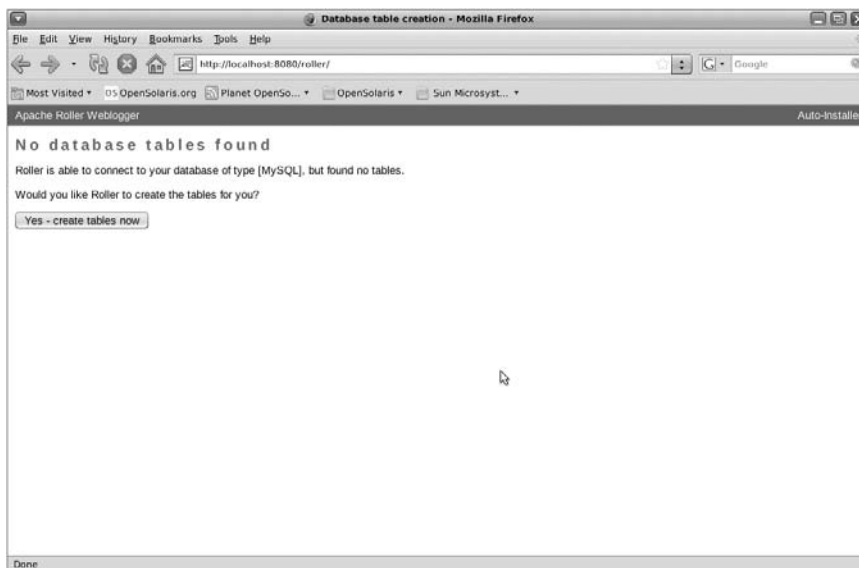 Database table creation - Mozilla Firefox
File Edit View History Bookmarks Tools Help
http://localhost:8080/roller/
G Google
Most Visited OpenSolaris.org Planet OpenSo... OpenSolaris Sun Microsyst...
Apache Roller Weblogger Auto-Installe
No database tables found
Roller is able to connect to your database of type [MySQL], but found no tables.
Would you like Roller to create the tables for you?
Yes - create tables now
Done